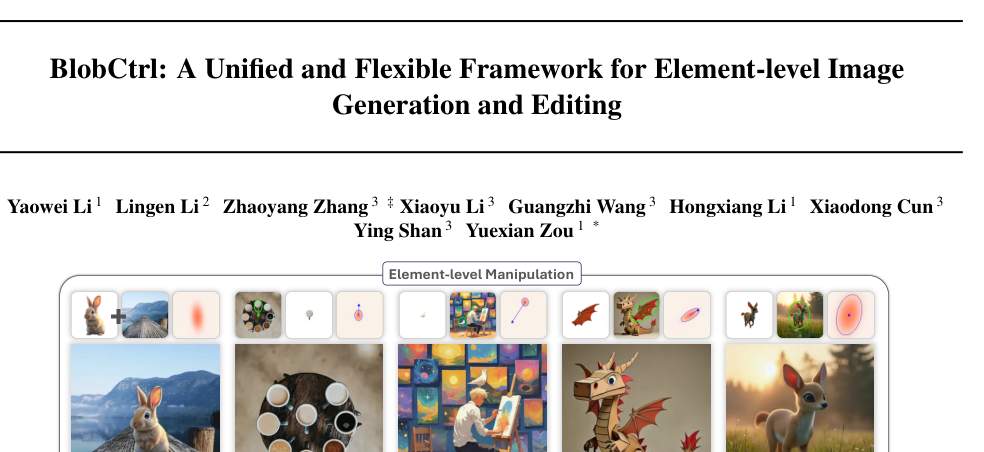 BlobCtrl: A Unified and Flexible Framework for Element-level Image
Generation and Editing
Yaowei Li 1 Lingen Li 2 Zhaoyang Zhang 3 ‡ Xiaoyu Li 3 Guangzhi Wang 3 Hongxiang Li 1 Xiaodong Cun 3
Ying Shan 3 Yuexian Zou 1 *
Element-level Manipulation